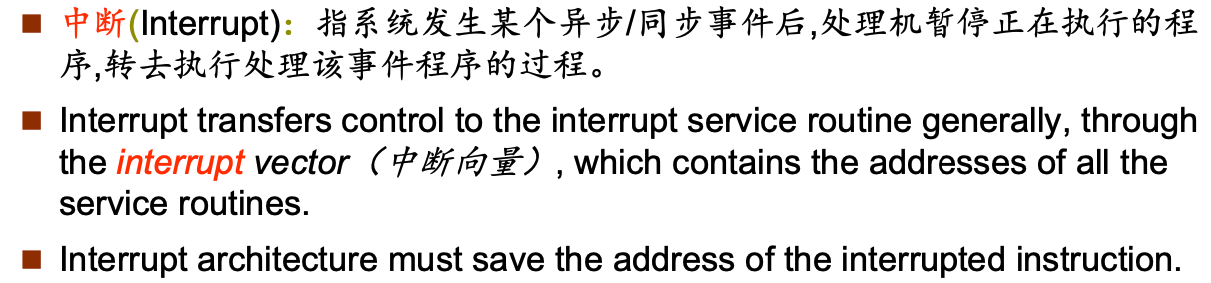 ■ 中断(Interrupt)：指系统发生某个异步/同步事件后,处理机暂停正在执行的程
序,转去执行处理该事件程序的过程。
■ Interrupt transfers control to the interrupt service routine generally, through
the interrupt vector（中断向量）, which contains the addresses of all the
service routines.
■ Interrupt architecture must save the address of the interrupted instruction.